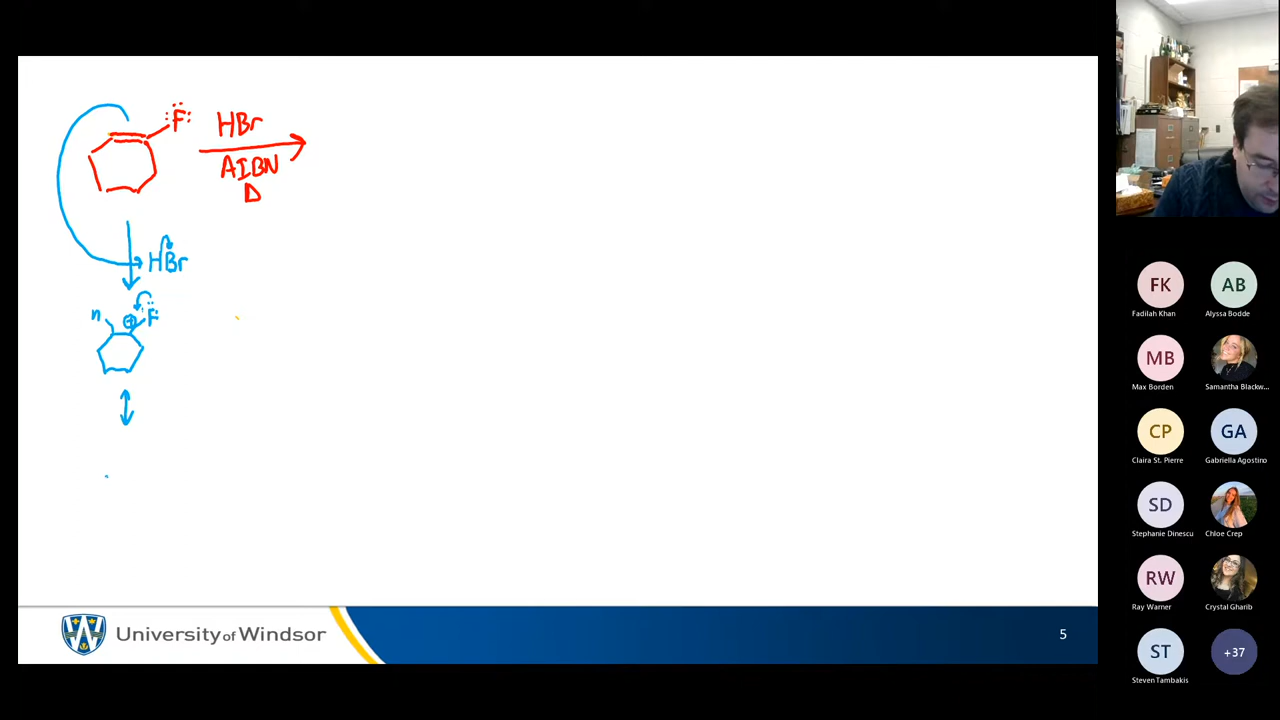 :F:
HBr
AIBN
Δ
HBr
H ⊕ F:
University of Windsor
5
FK
Fadilah Khan
AB
Alyssa Bodde
MB
Max Borden
Samantha Blackw...
CP
Claira St. Pierre
GA
Gabriella Agostino
SD
Stephanie Dinescu
Chloe Crep
RW
Ray Warner
Crystal Gharib
ST
Steven Tambakis
+37